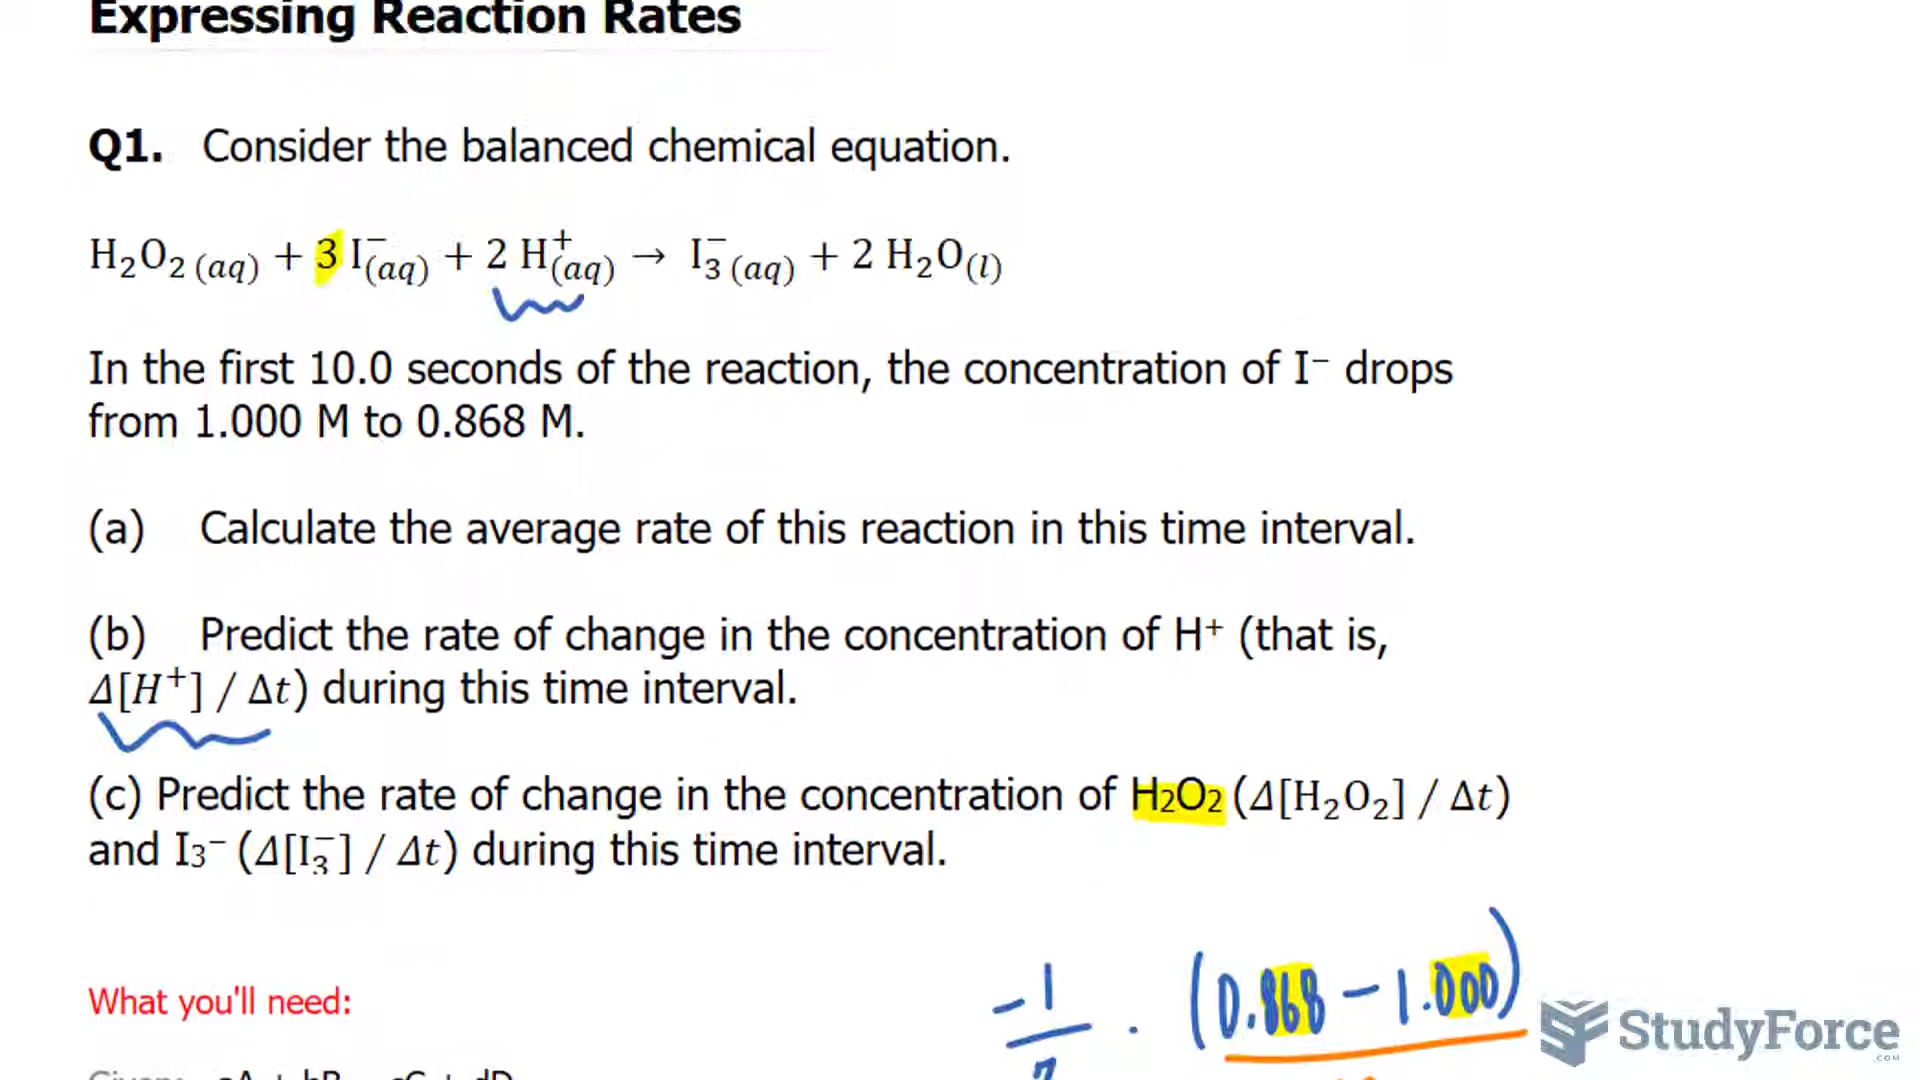 Expressing Reaction Rates
Q1. Consider the balanced chemical equation.
H₂O₂ (aq) + 3 I⁻(aq) + 2 H⁺(aq) → I₃⁻ (aq) + 2 H₂O(l)
In the first 10.0 seconds of the reaction, the concentration of I⁻ drops
from 1.000 M to 0.868 M.
(a) Calculate the average rate of this reaction in this time interval.
(b) Predict the rate of change in the concentration of H⁺ (that is,
Δ[H⁺] / Δt) during this time interval.
(c) Predict the rate of change in the concentration of H₂O₂ (Δ[H₂O₂] / Δt)
and I₃⁻ (Δ[I₃⁻] / Δt) during this time interval.
What you'll need:
-1 · (0.868 - 1.000)
StudyForce
.COM